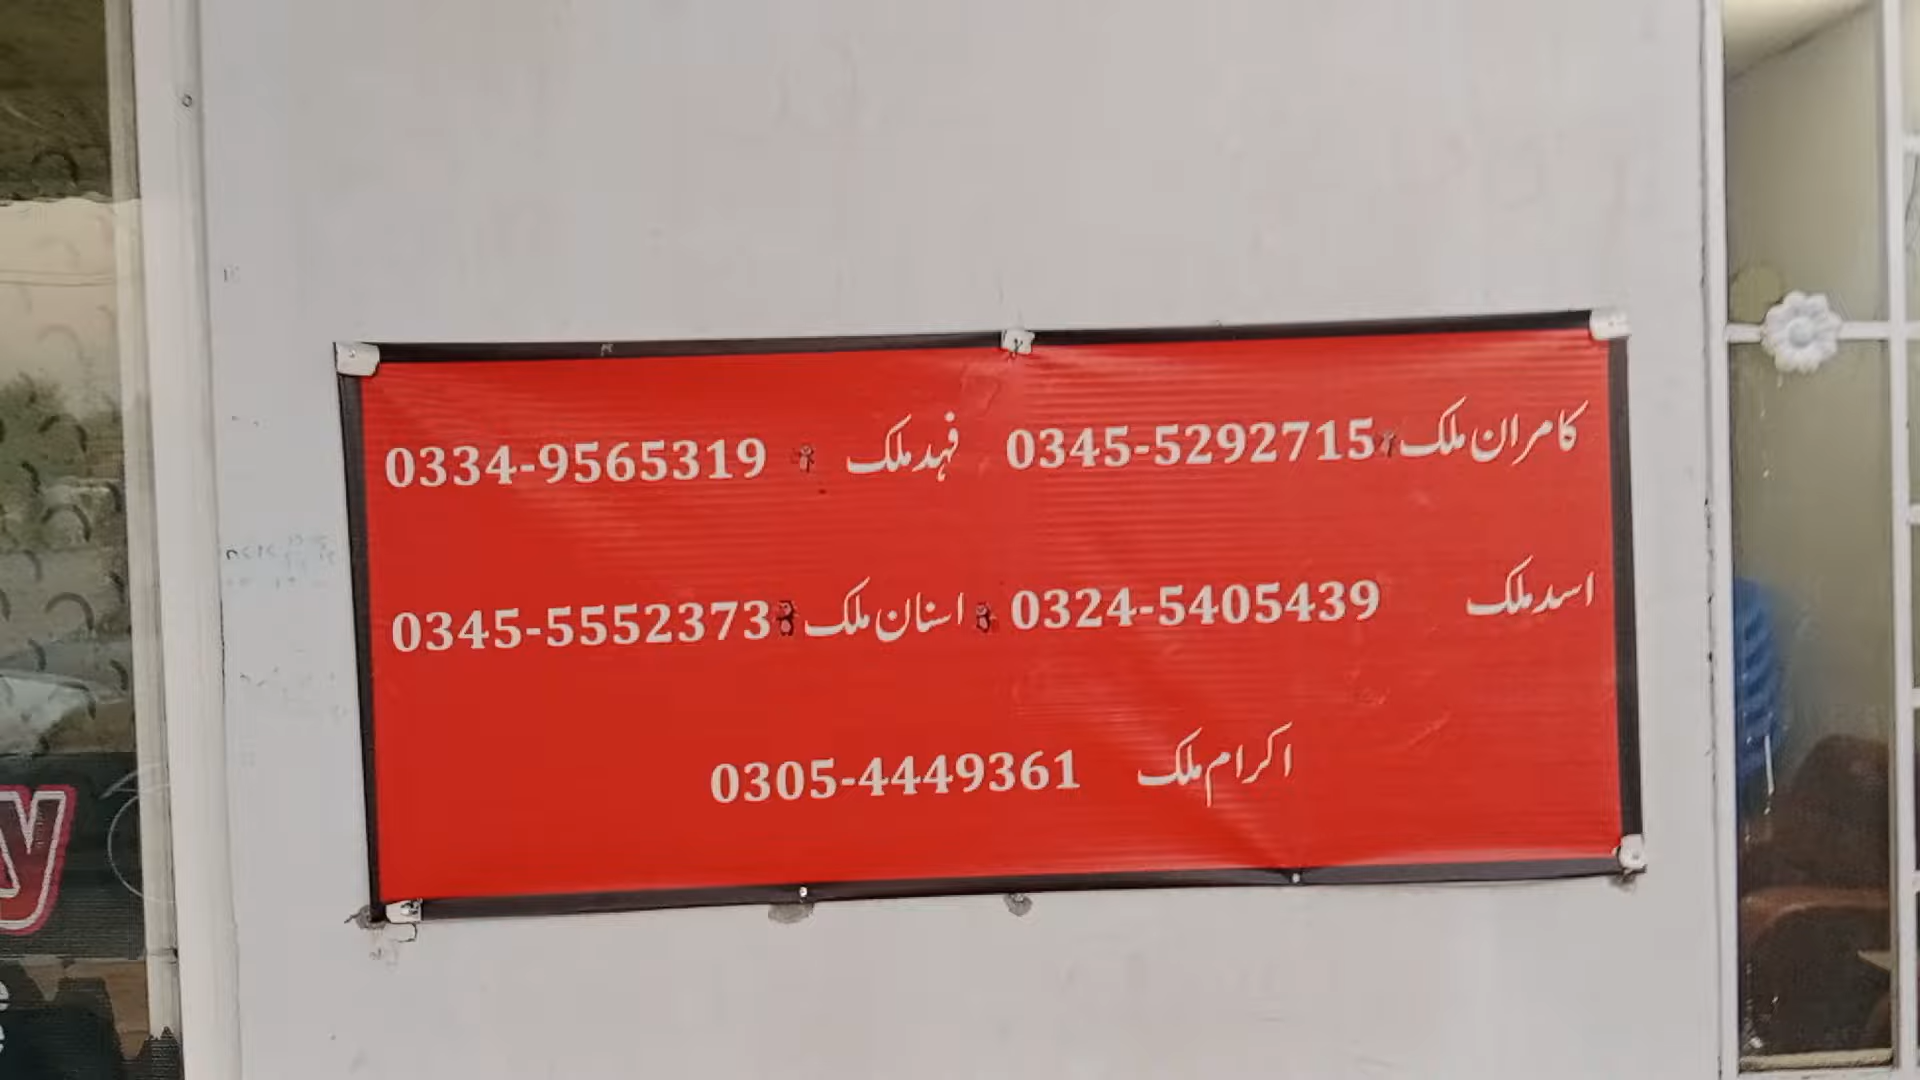 کامران ملک 0345-5292715 فہد ملک 0334-9565319
اسد ملک 0324-5405439 اسنان ملک 0345-5552373
اکرام ملک 0305-4449361
y
e
e